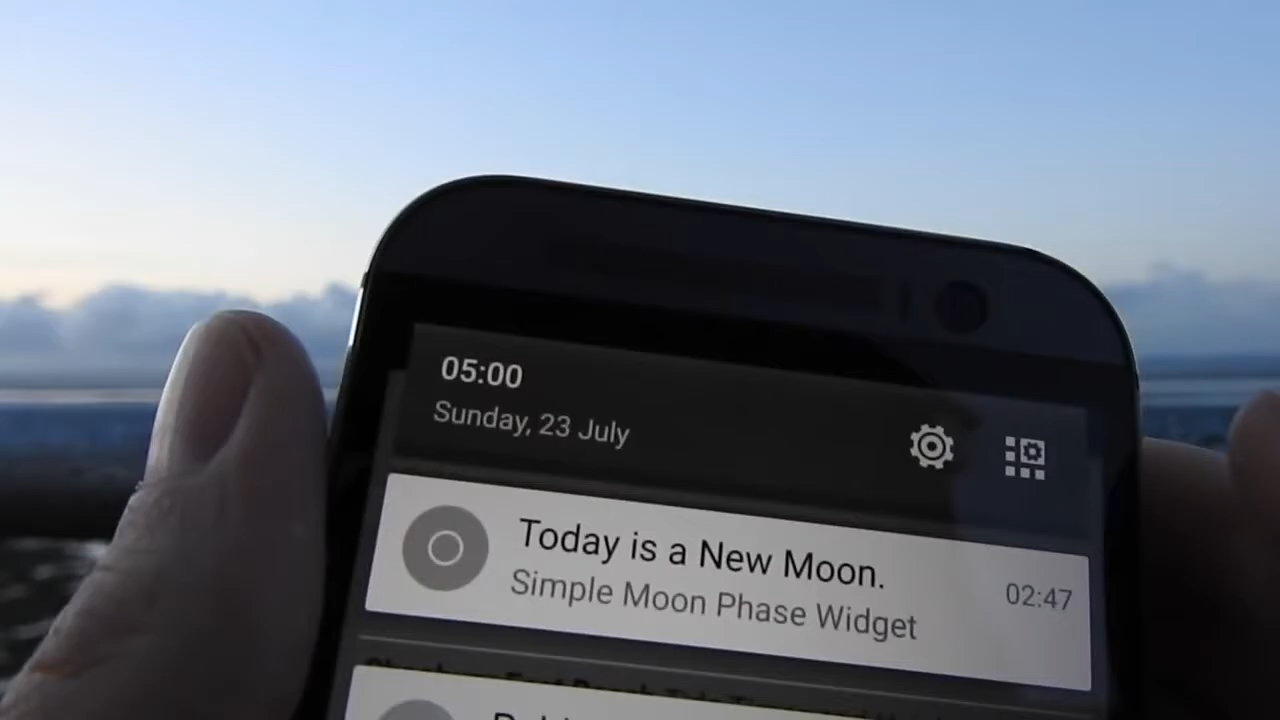 05:00
Sunday, 23 July
Today is a New Moon.
Simple Moon Phase Widget
02:47